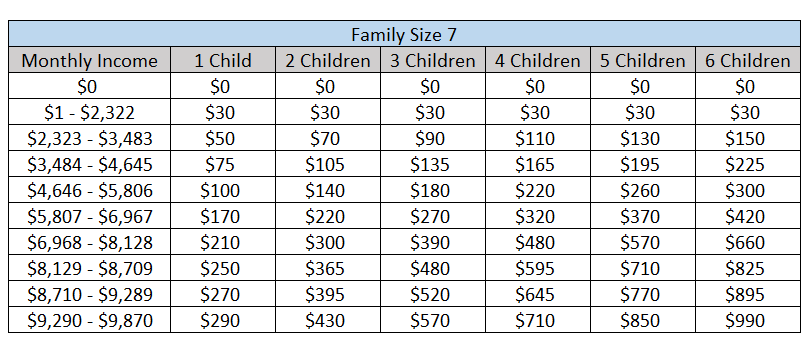 Family Size 7
Monthly Income 1 Child 2 Children 3 Children 4 Children 5 Children 6 Children
$0 $0 $0 $0 $0 $0 $0
$1 - $2,322 $30 $30 $30 $30 $30 $30
$2,323 - $3,483 $50 $70 $90 $110 $130 $150
$3,484 - $4,645 $75 $105 $135 $165 $195 $225
$4,646 - $5,806 $100 $140 $180 $220 $260 $300
$5,807 - $6,967 $170 $220 $270 $320 $370 $420
$6,968 - $8,128 $210 $300 $390 $480 $570 $660
$8,129 - $8,709 $250 $365 $480 $595 $710 $825
$8,710 - $9,289 $270 $395 $520 $645 $770 $895
$9,290 - $9,870 $290 $430 $570 $710 $850 $990